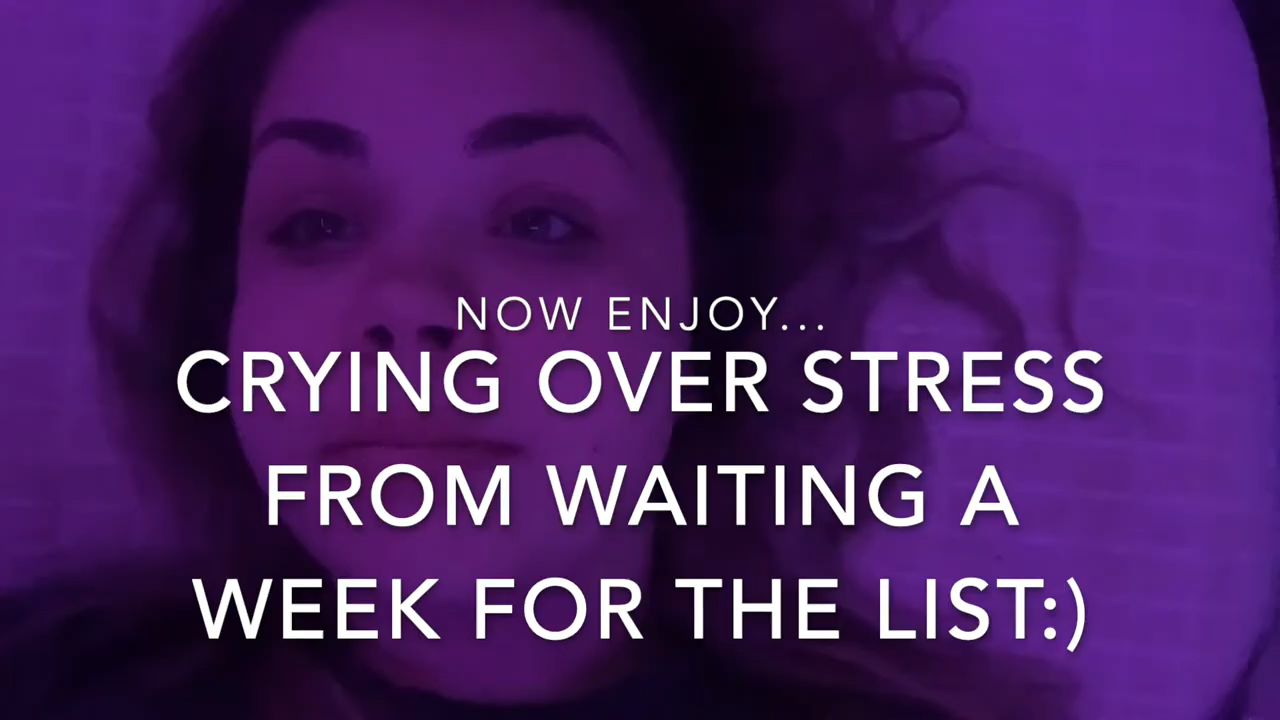 NOW ENJOY...
CRYING OVER STRESS
FROM WAITING A
WEEK FOR THE LIST:)